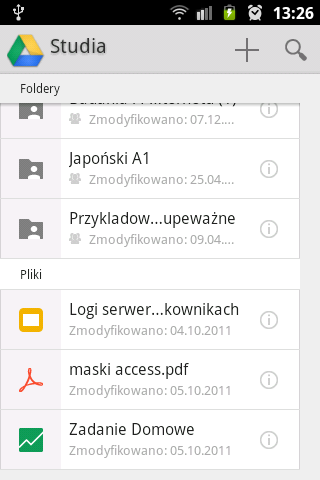 13:26
Studia
Foldery
Zmodyfikowano: 07.12....
Japoński A1
Zmodyfikowano: 25.04....
Przykladow...upeważne
Zmodyfikowano: 09.04....
Pliki
Logi serwer...kownikach
Zmodyfikowano: 04.10.2011
maski access.pdf
Zmodyfikowano: 05.10.2011
Zadanie Domowe
Zmodyfikowano: 05.10.2011